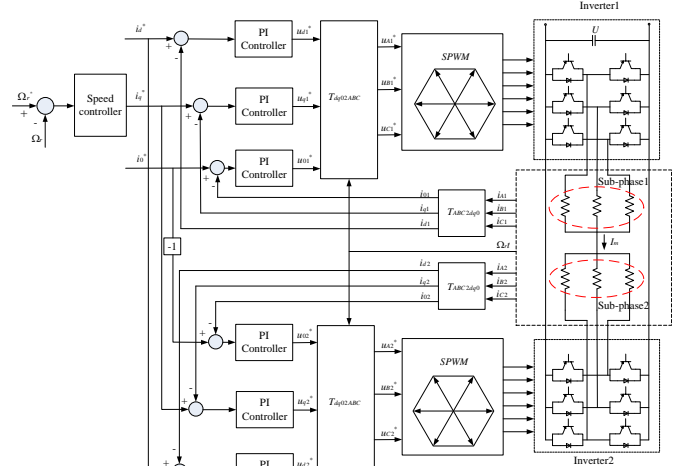 Inverter1
U
id*
PI
Controller
ud1*
uA1*
SPWM
Ωr*
+
-
Ωr
Speed
controller
iq*
+
-
PI
Controller
uq1*
Tdq02ABC
uB1*
+
-
i0*
PI
Controller
u01*
uC1*
+
-
Sub-phase1
i01
iq1
id1
TABC2dq0
iA1
iB1
iC1
Im
-1
Ωrt
id2
iq2
i02
TABC2dq0
iA2
iB2
iC2
Sub-phase2
-
+
PI
Controller
u02*
uA2*
SPWM
-
+
PI
Controller
uq2*
Tdq02ABC
uB2*
uC2*
-
PI
ud2*
Inverter2